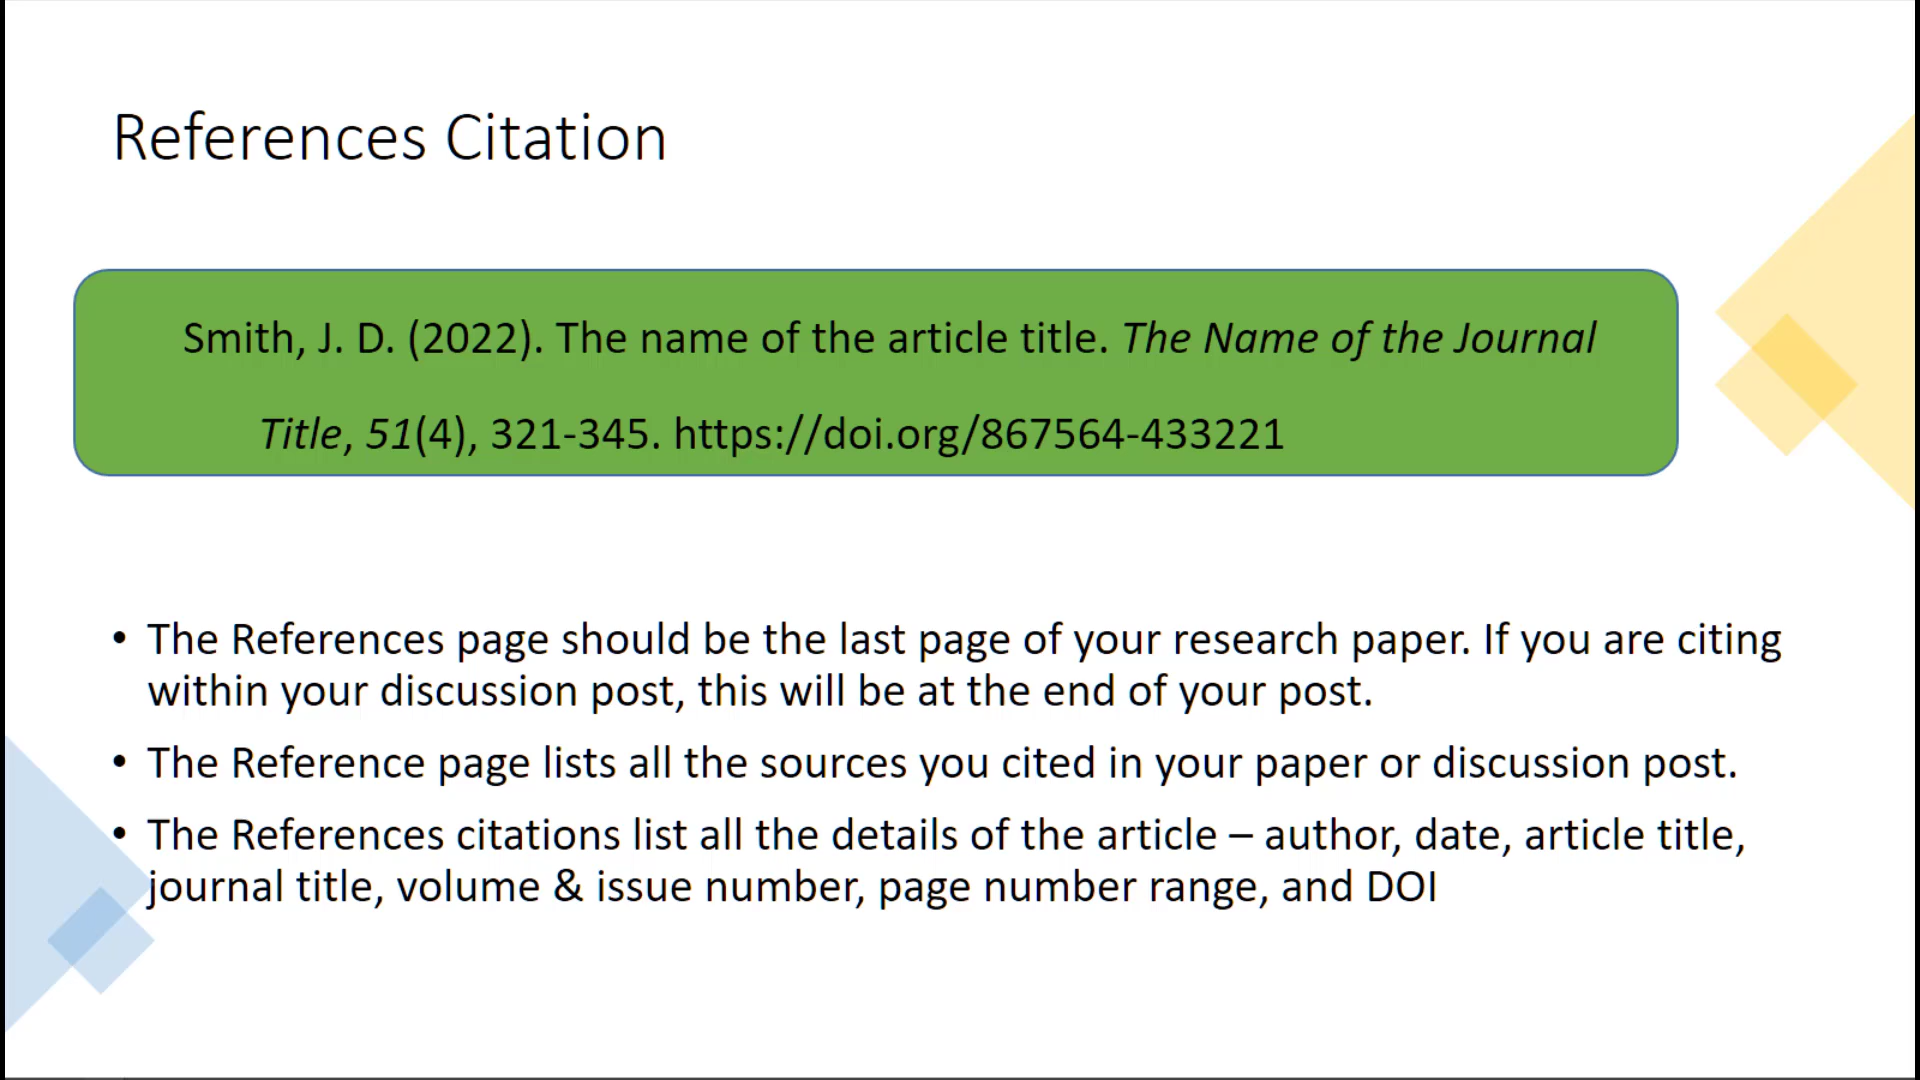 References Citation
Smith, J. D. (2022). The name of the article title. The Name of the Journal
Title, 51(4), 321-345. https://doi.org/867564-433221
• The References page should be the last page of your research paper. If you are citing
within your discussion post, this will be at the end of your post.
• The Reference page lists all the sources you cited in your paper or discussion post.
• The References citations list all the details of the article – author, date, article title,
journal title, volume & issue number, page number range, and DOI